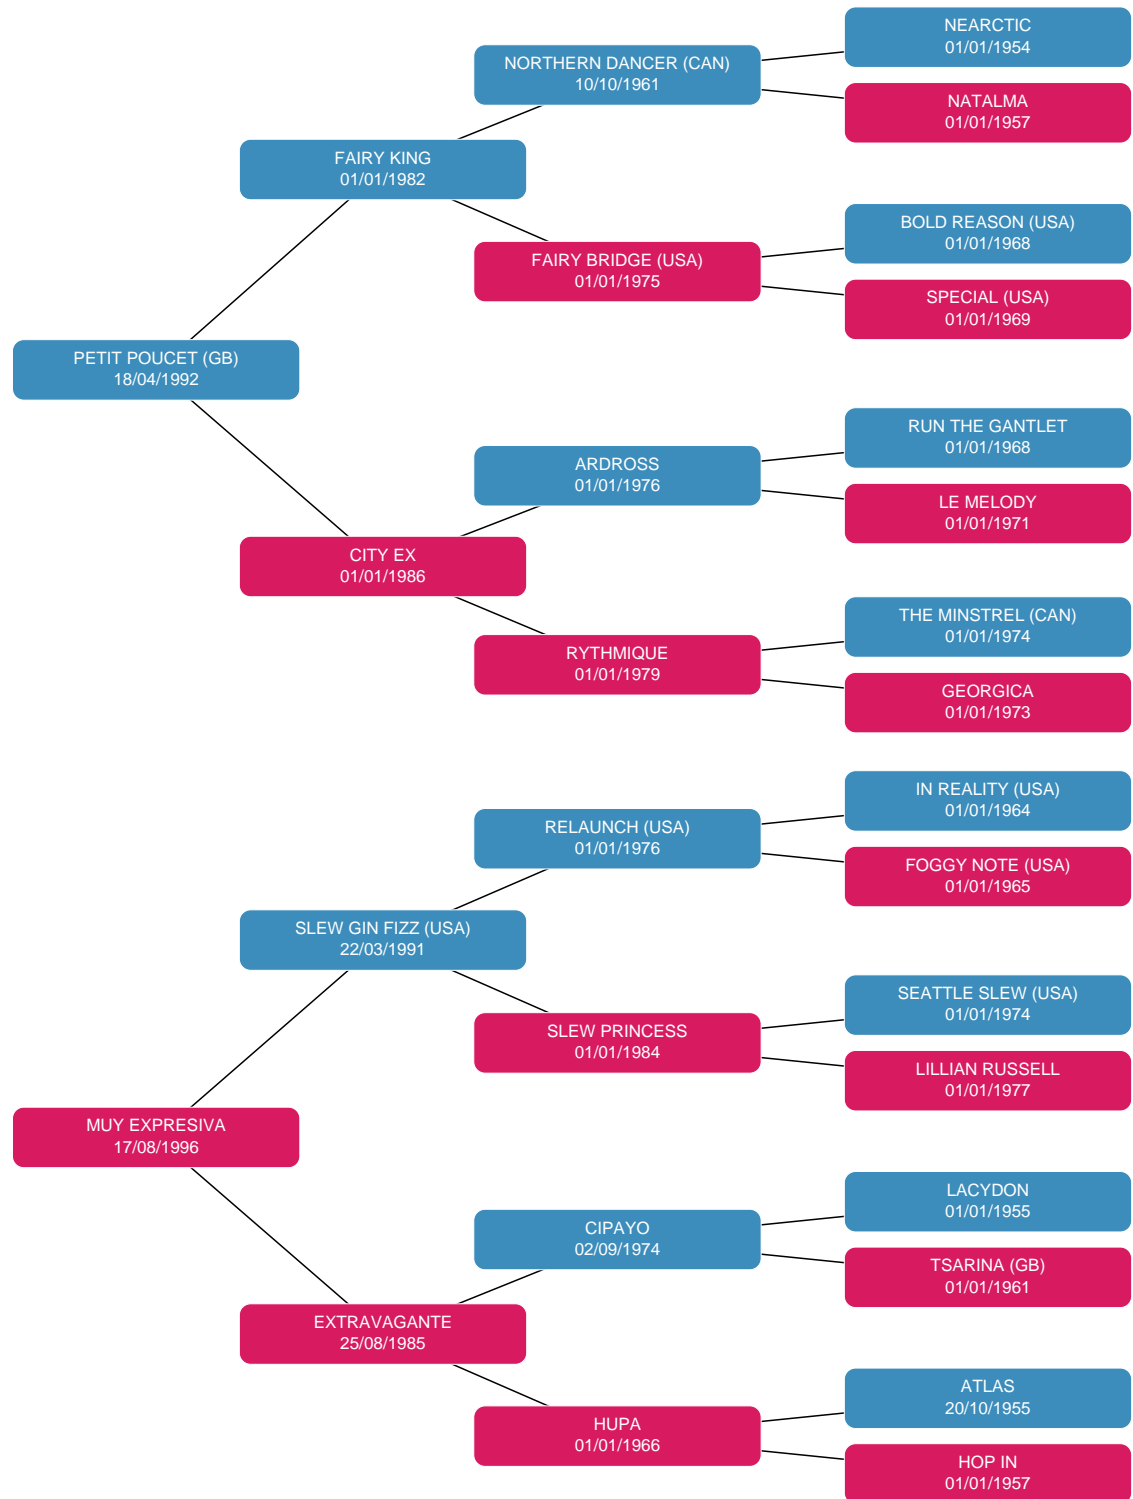 NEARCTIC
01/01/1954
NORTHERN DANCER (CAN)
10/10/1961
NATALMA
01/01/1957
FAIRY KING
01/01/1982
BOLD REASON (USA)
01/01/1968
FAIRY BRIDGE (USA)
01/01/1975
SPECIAL (USA)
01/01/1969
PETIT POUCET (GB)
18/04/1992
RUN THE GANTLET
01/01/1968
ARDROSS
01/01/1976
LE MELODY
01/01/1971
CITY EX
01/01/1986
THE MINSTREL (CAN)
01/01/1974
RYTHMIQUE
01/01/1979
GEORGICA
01/01/1973
IN REALITY (USA)
01/01/1964
RELAUNCH (USA)
01/01/1976
FOGGY NOTE (USA)
01/01/1965
SLEW GIN FIZZ (USA)
22/03/1991
SEATTLE SLEW (USA)
01/01/1974
SLEW PRINCESS
01/01/1984
LILLIAN RUSSELL
01/01/1977
MUY EXPRESIVA
17/08/1996
LACYDON
01/01/1955
CIPAYO
02/09/1974
TSARINA (GB)
01/01/1961
EXTRAVAGANTE
25/08/1985
ATLAS
20/10/1955
HUPA
01/01/1966
HOP IN
01/01/1957